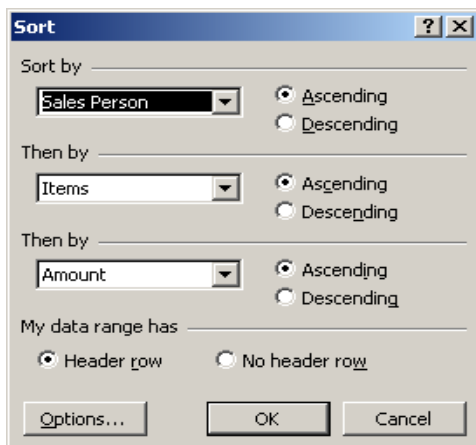 Sort
Sort by
Sales Person
Ascending
Descending
Then by
Items
Ascending
Descending
Then by
Amount
Ascending
Descending
My data range has
Header row
No header row
Options...
OK
Cancel